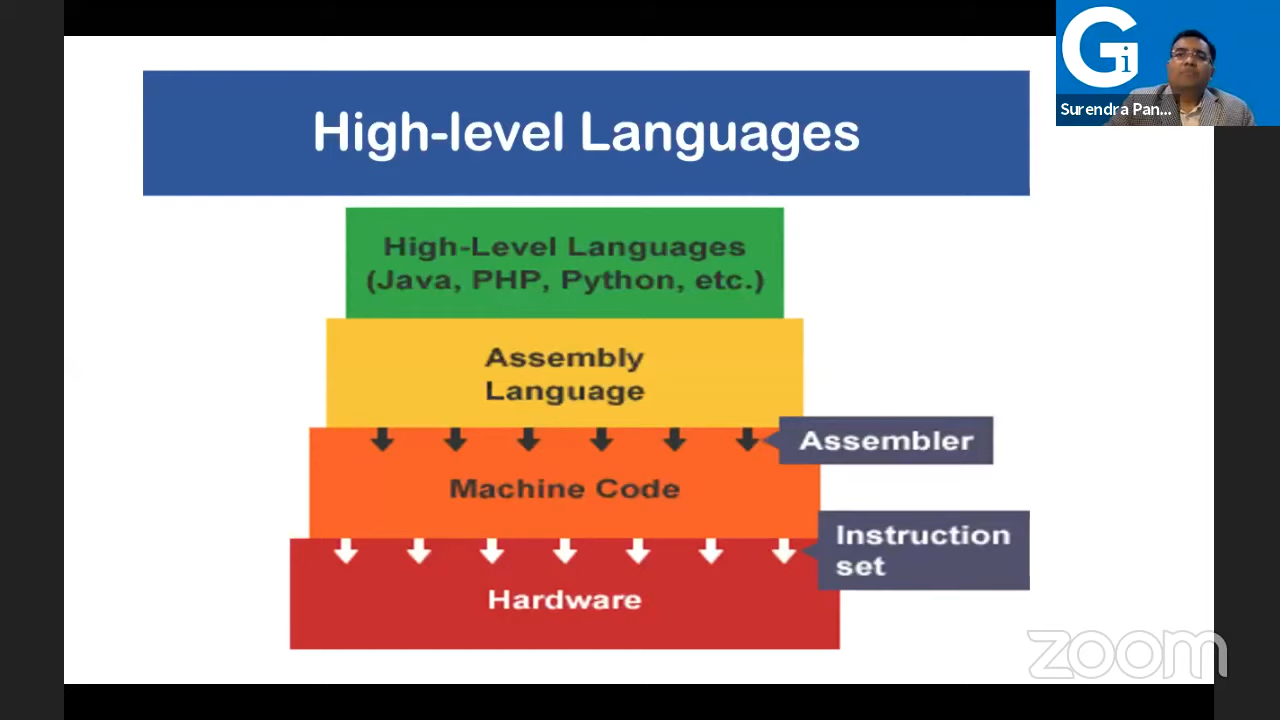 High-level Languages
Gi
Surendra Pan...
High-Level Languages
(Java, PHP, Python, etc.)
Assembly
Language
Assembler
Machine Code
Instruction
set
Hardware
zoom